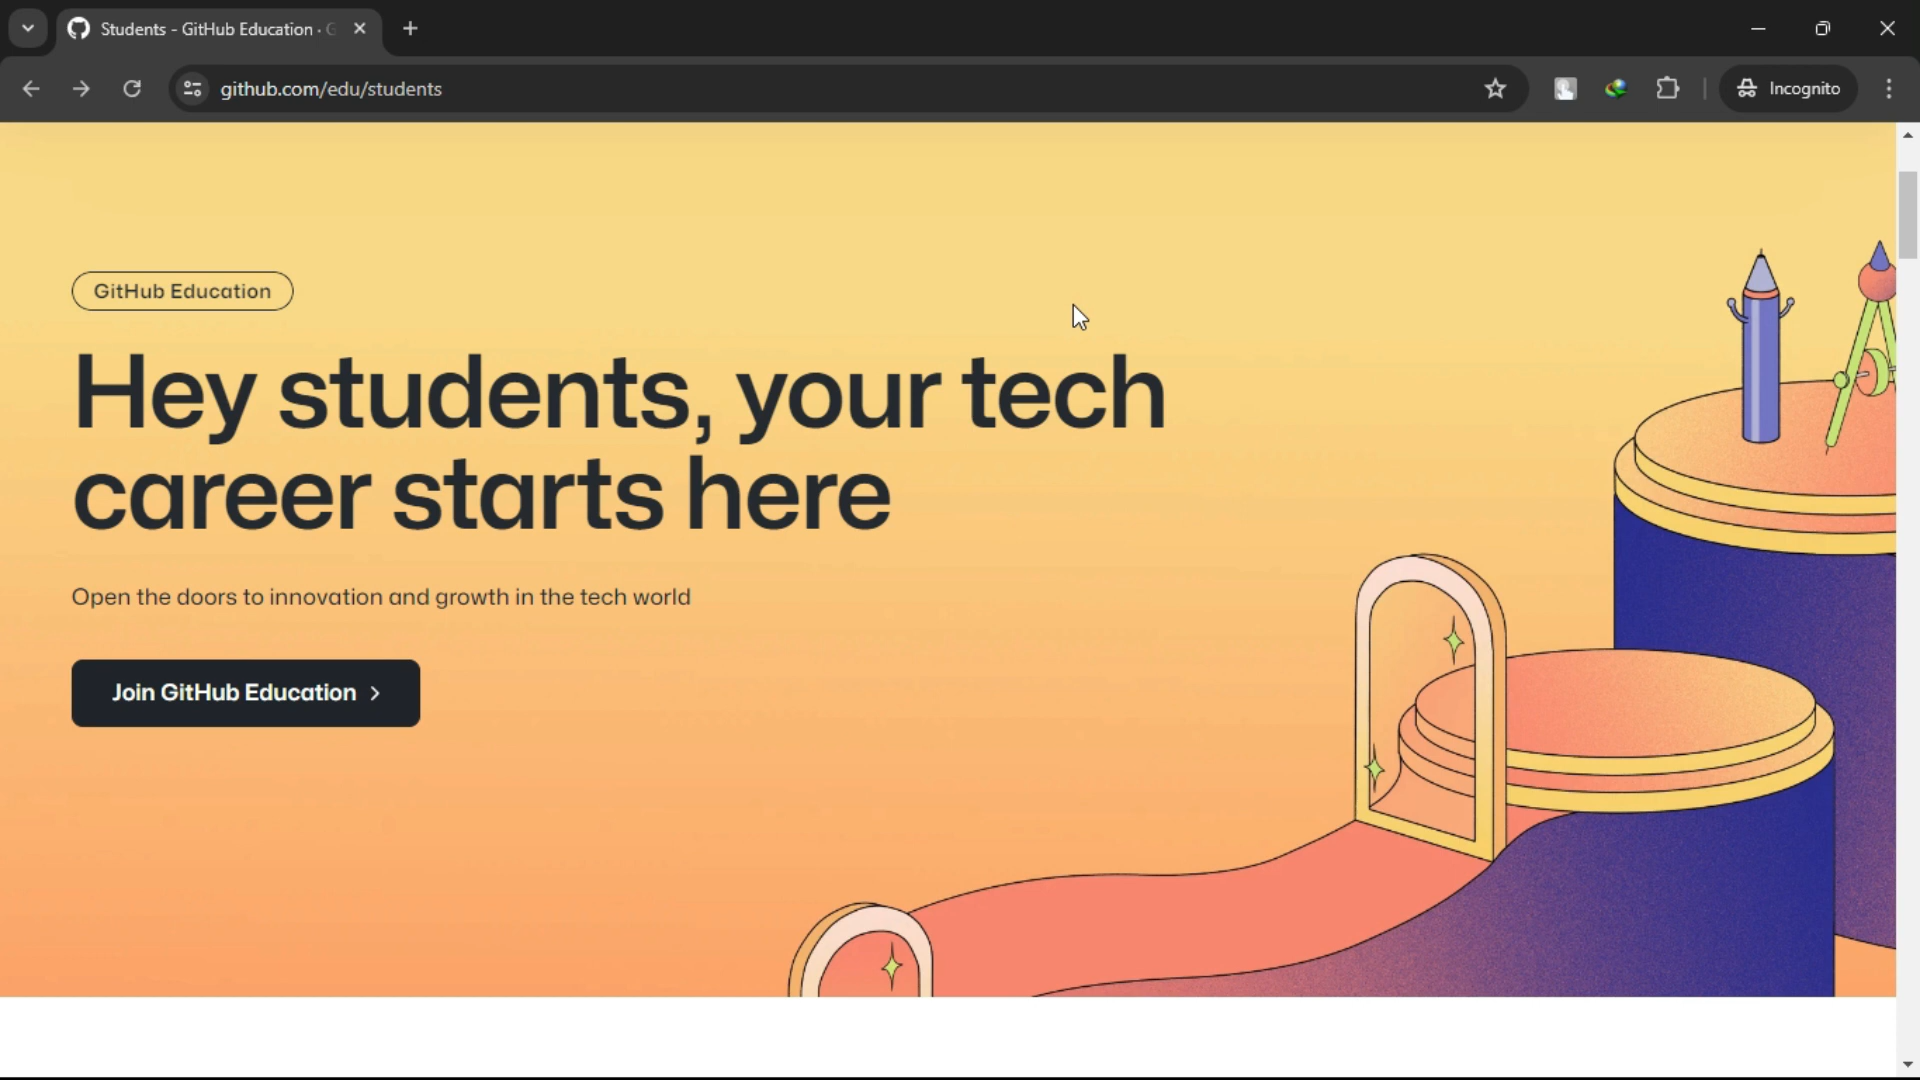 Students - GitHub Education · G
github.com/edu/students
Incognito
GitHub Education
Hey students, your tech
career starts here
Open the doors to innovation and growth in the tech world
Join GitHub Education